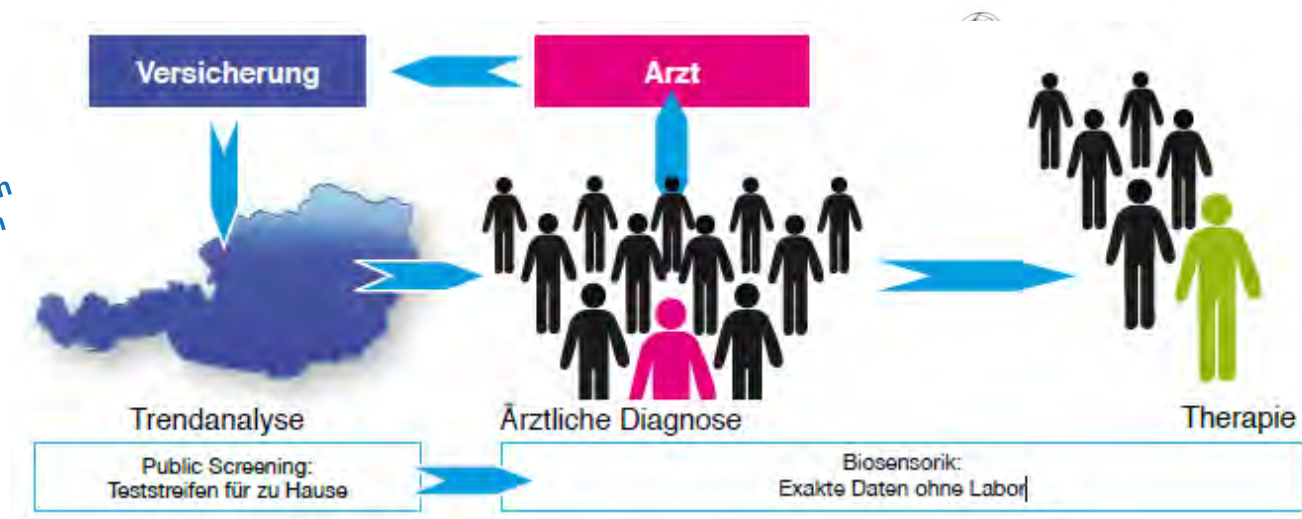 Versicherung
Arzt
Trendanalyse
Ärztliche Diagnose
Therapie
Public Screening:
Teststreifen für zu Hause
Biosensorik:
Exakte Daten ohne Labor